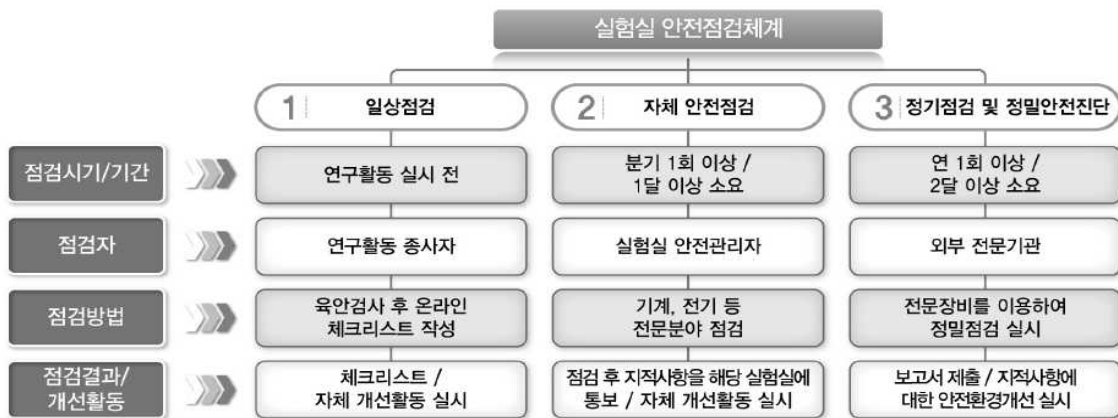 실험실 안전점검체계
1 일상점검
2 자체 안전점검
3 정기점검 및 정밀안전진단
점검시기/기간
연구활동 실시 전
분기 1회 이상 /
1달 이상 소요
연 1회 이상 /
2달 이상 소요
점검자
연구활동 종사자
실험실 안전관리자
외부 전문기관
점검방법
육안검사 후 온라인
체크리스트 작성
기계, 전기 등
전문분야 점검
전문장비를 이용하여
정밀점검 실시
점검결과/
개선활동
체크리스트 /
자체 개선활동 실시
점검 후 지적사항을 해당 실험실에
통보 / 자체 개선활동 실시
보고서 제출 / 지적사항에
대한 안전환경개선 실시